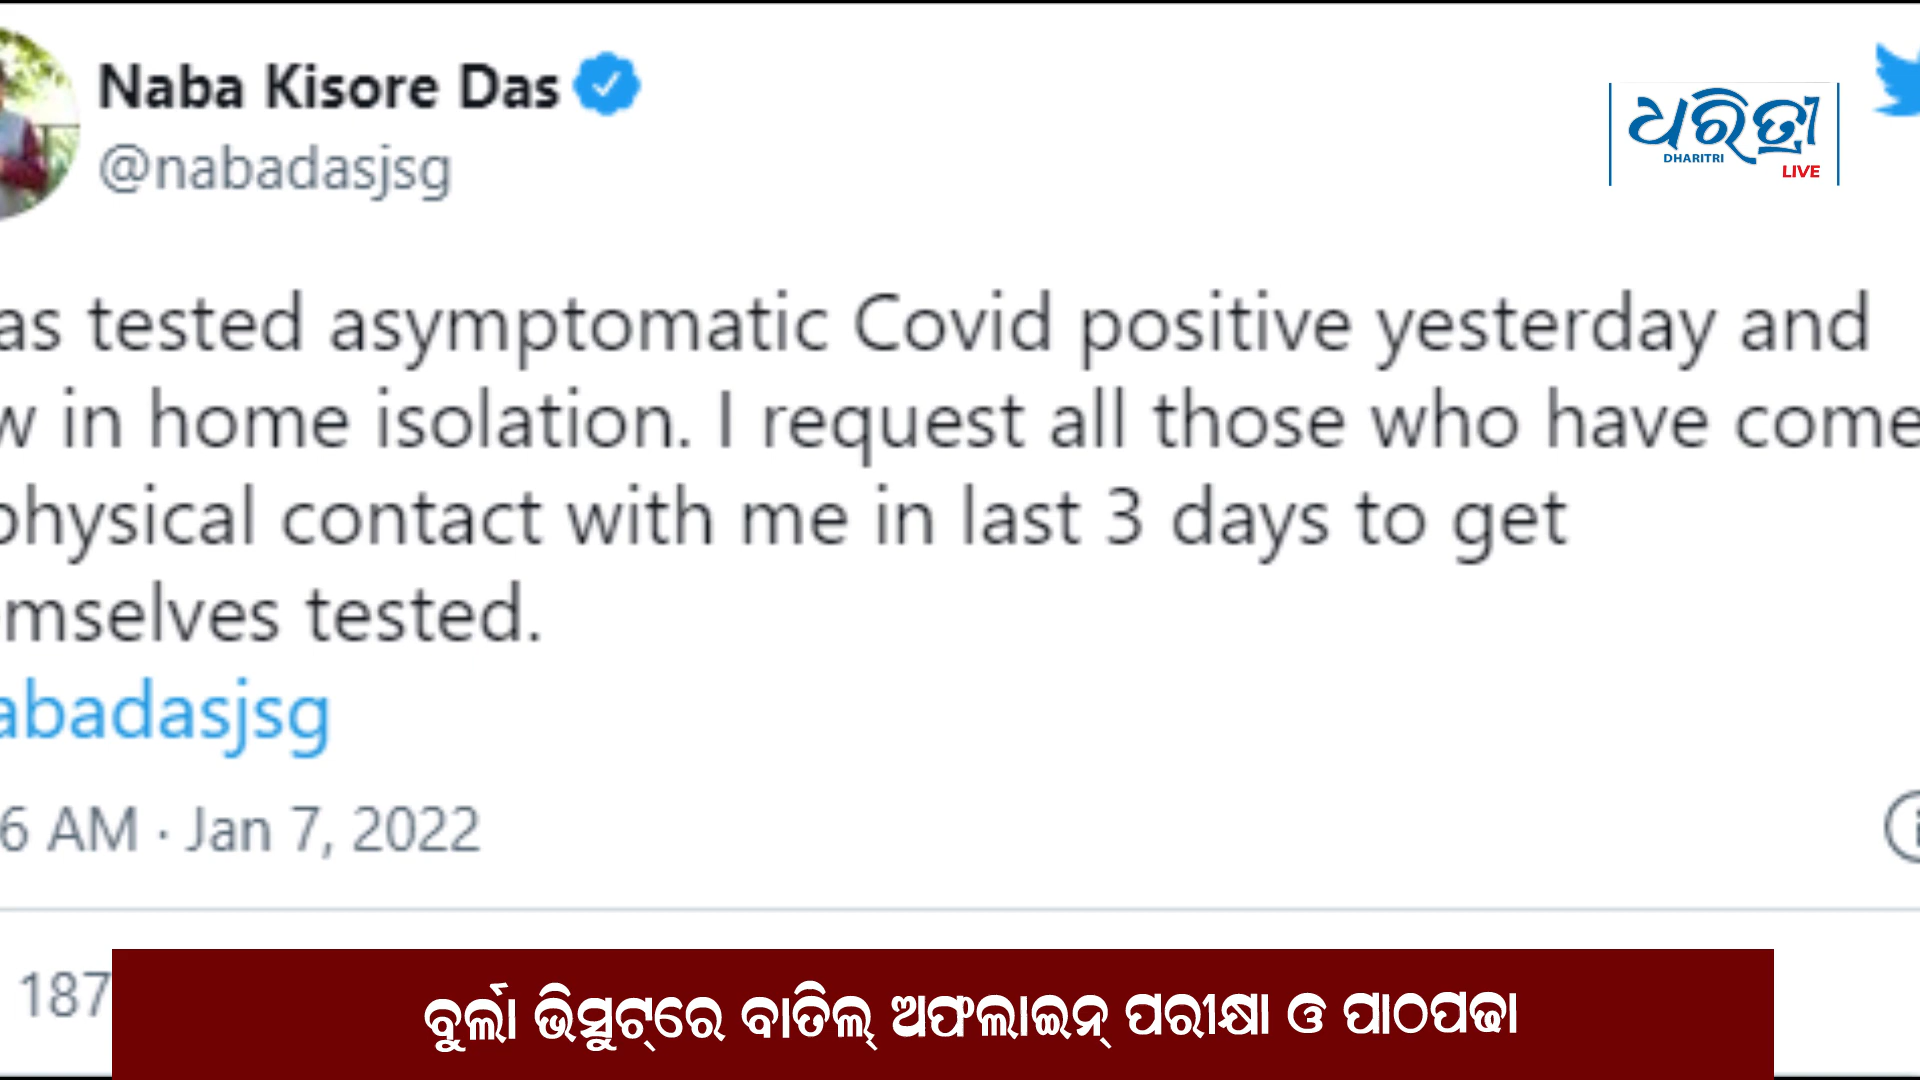 Naba Kisore Das
@nabadasjsg
ଧରିତ୍ରୀ
DHARITRI
LIVE
as tested asymptomatic Covid positive yesterday and
w in home isolation. I request all those who have come
physical contact with me in last 3 days to get
mselves tested.
abadasjsg
6 AM · Jan 7, 2022
187
ବୁର୍ଲା ଭିସୁଟ୍‌ରେ ବାତିଲ୍ ଅଫଲାଇନ୍ ପରୀକ୍ଷା ଓ ପାଠପଢା